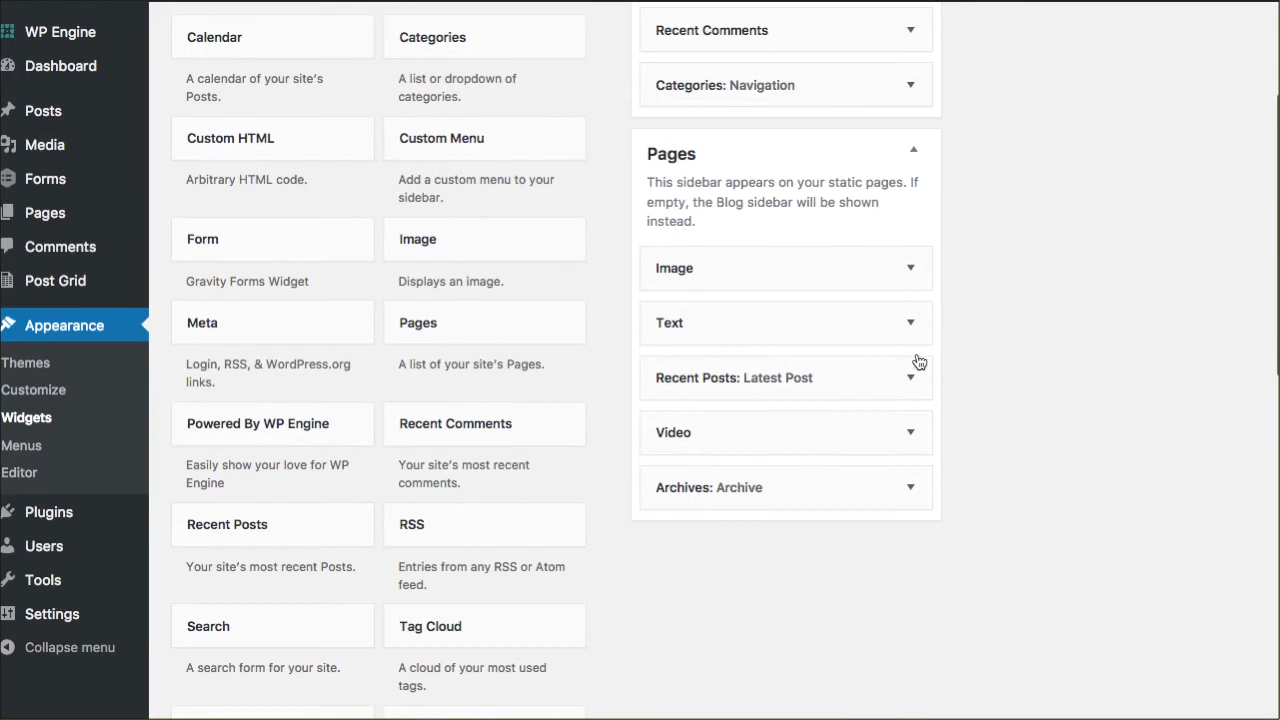 WP Engine
Dashboard
Posts
Media
Forms
Pages
Comments
Post Grid
Appearance
Themes
Customize
Widgets
Menus
Editor
Plugins
Users
Tools
Settings
Collapse menu
Calendar
A calendar of your site's
Posts.
Categories
A list or dropdown of
categories.
Custom HTML
Arbitrary HTML code.
Custom Menu
Add a custom menu to your
sidebar.
Form
Gravity Forms Widget
Image
Displays an image.
Meta
Login, RSS, & WordPress.org
links.
Pages
A list of your site's Pages.
Powered By WP Engine
Easily show your love for WP
Engine
Recent Comments
Your site's most recent
comments.
Recent Posts
Your site's most recent Posts.
RSS
Entries from any RSS or Atom
feed.
Search
A search form for your site.
Tag Cloud
A cloud of your most used
tags.
Recent Comments
Categories: Navigation
Pages
This sidebar appears on your static pages. If
empty, the Blog sidebar will be shown
instead.
Image
Text
Recent Posts: Latest Post
Video
Archives: Archive